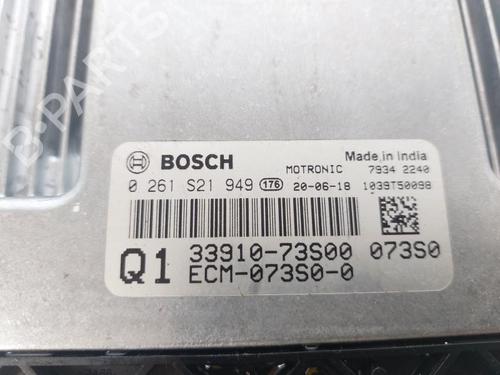 BOSCH
MOTRONIC
Made in India
7934 2240
0 261 S21 949 176 20-06-18 1039T50098
Q1
33910-73S00 073S0
ECM-073S0-0
B-PARTS